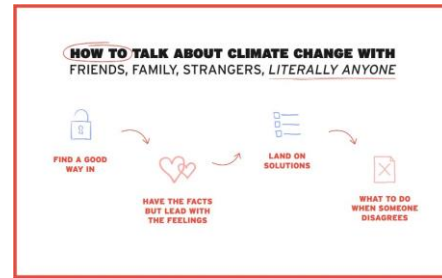 HOW TO TALK ABOUT CLIMATE CHANGE WITH
FRIENDS, FAMILY, STRANGERS, LITERALLY ANYONE
FIND A GOOD
WAY IN
HAVE THE FACTS
BUT LEAD WITH
THE FEELINGS
LAND ON
SOLUTIONS
WHAT TO DO
WHEN SOMEONE
DISAGREES